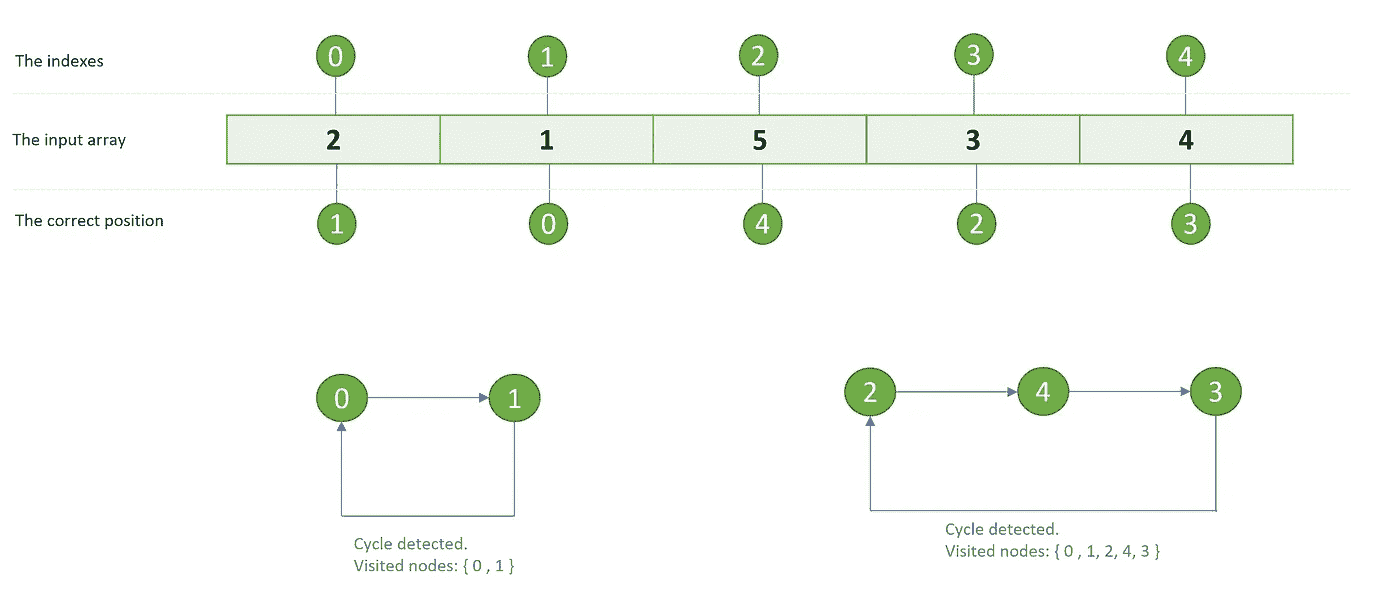 The indexes 0 1 2 3 4
The input array 2 1 5 3 4
The correct position 1 0 4 2 3
0 1
2 4 3
Cycle detected.
Visited nodes: { 0 , 1 }
Cycle detected.
Visited nodes: { 0 , 1, 2, 4, 3 }